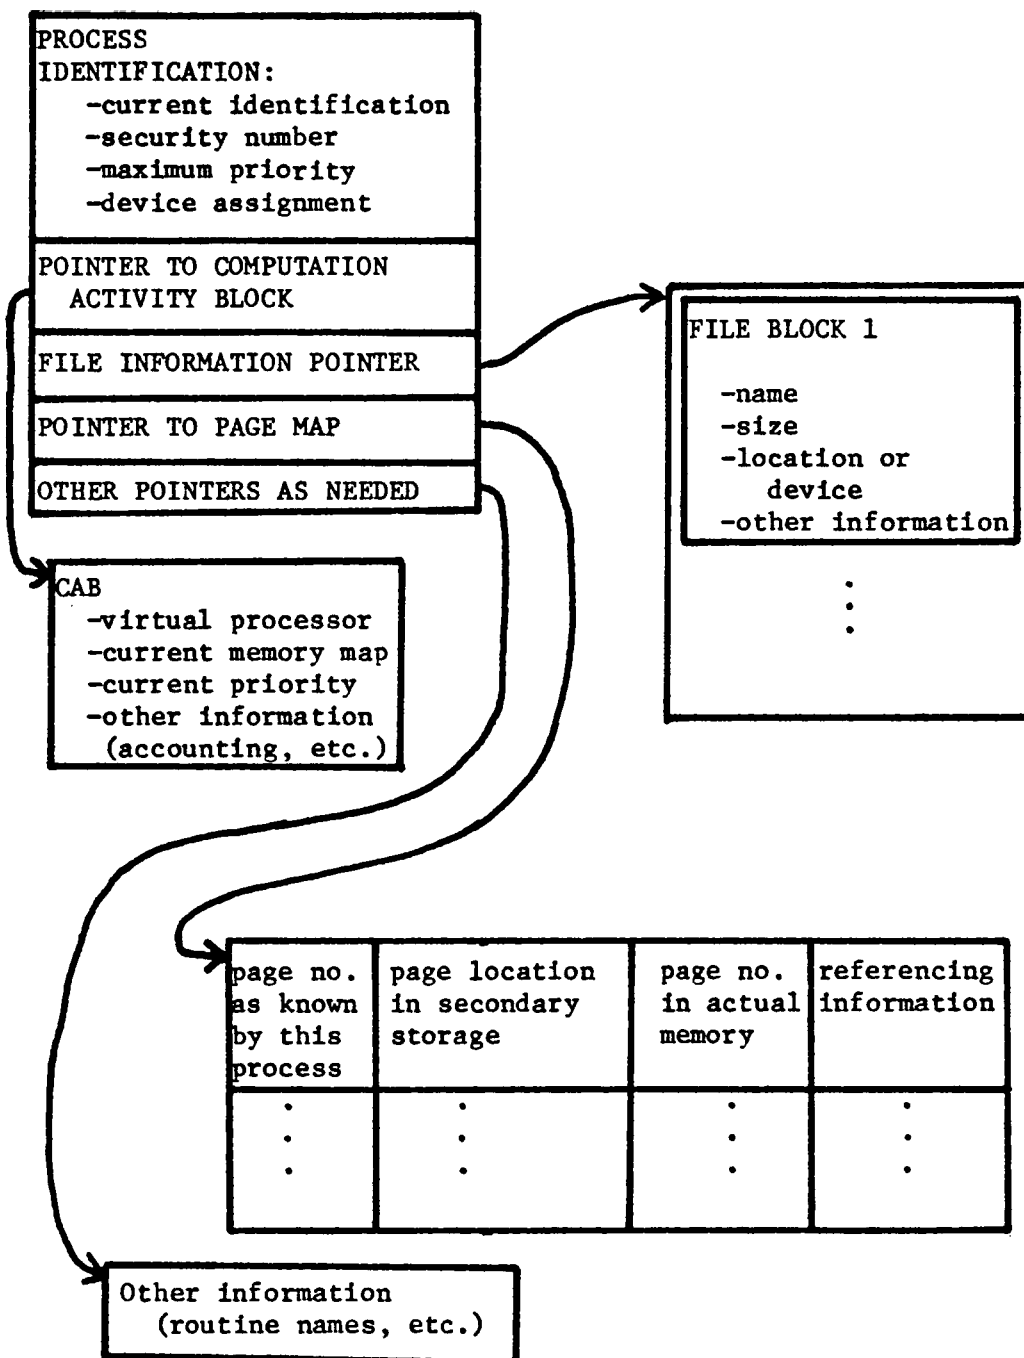 PROCESS
IDENTIFICATION:
-current identification
-security number
-maximum priority
-device assignment
POINTER TO COMPUTATION
ACTIVITY BLOCK
FILE INFORMATION POINTER
POINTER TO PAGE MAP
OTHER POINTERS AS NEEDED
FILE BLOCK 1
-name
-size
-location or
device
-other information
CAB
-virtual processor
-current memory map
-current priority
-other information
(accounting, etc.)
page no.
as known
by this
process
page location
in secondary
storage
page no.
in actual
memory
referencing
information
Other information
(routine names, etc.)